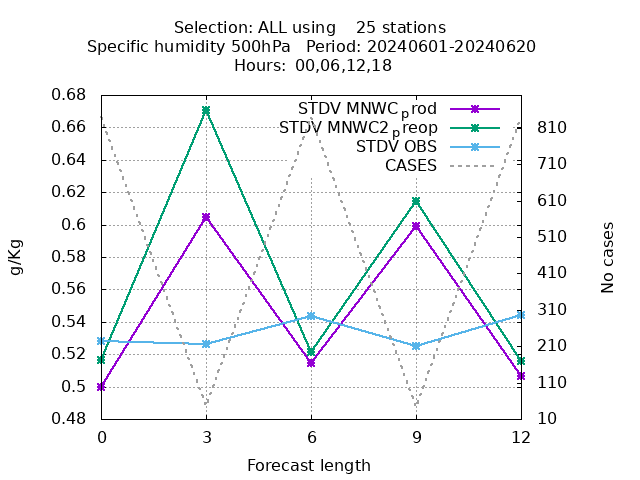 Selection: ALL using    25 stations
Specific humidity 500hPa   Period: 20240601-20240620
Hours:  00,06,12,18
STDV MNWC_prod
STDV MNWC2_preop
STDV OBS
CASES
0.68
0.66
0.64
0.62
0.6
0.58
0.56
0.54
0.52
0.5
0.48
g/Kg
810
710
610
510
410
310
210
110
10
No cases
0 3 6 9 12
Forecast length